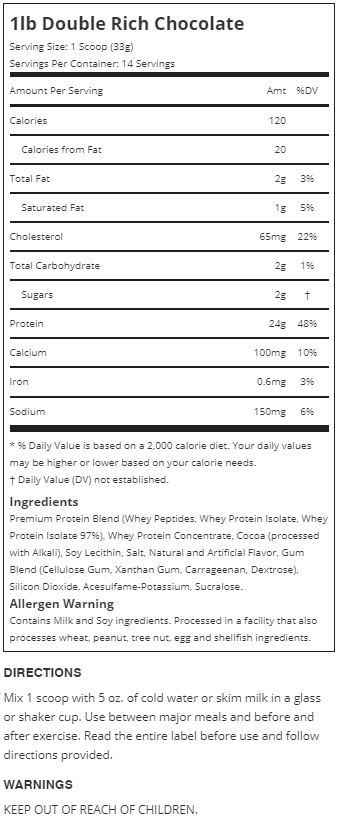 1lb Double Rich Chocolate
Serving Size: 1 Scoop (33g)
Servings Per Container: 14 Servings
Amount Per Serving Amt %DV
Calories 120
Calories from Fat 20
Total Fat 2g 3%
Saturated Fat 1g 5%
Cholesterol 65mg 22%
Total Carbohydrate 2g 1%
Sugars 2g †
Protein 24g 48%
Calcium 100mg 10%
Iron 0.6mg 3%
Sodium 150mg 6%
* % Daily Value is based on a 2,000 calorie diet. Your daily values
may be higher or lower based on your calorie needs.
† Daily Value (DV) not established.
Ingredients
Premium Protein Blend (Whey Peptides, Whey Protein Isolate, Whey
Protein Isolate 97%), Whey Protein Concentrate, Cocoa (processed
with Alkali), Soy Lecithin, Salt, Natural and Artificial Flavor, Gum
Blend (Cellulose Gum, Xanthan Gum, Carrageenan, Dextrose),
Silicon Dioxide, Acesulfame-Potassium, Sucralose.
Allergen Warning
Contains Milk and Soy ingredients. Processed in a facility that also
processes wheat, peanut, tree nut, egg and shellfish ingredients.
DIRECTIONS
Mix 1 scoop with 5 oz. of cold water or skim milk in a glass
or shaker cup. Use between major meals and before and
after exercise. Read the entire label before use and follow
directions provided.
WARNINGS
KEEP OUT OF REACH OF CHILDREN.